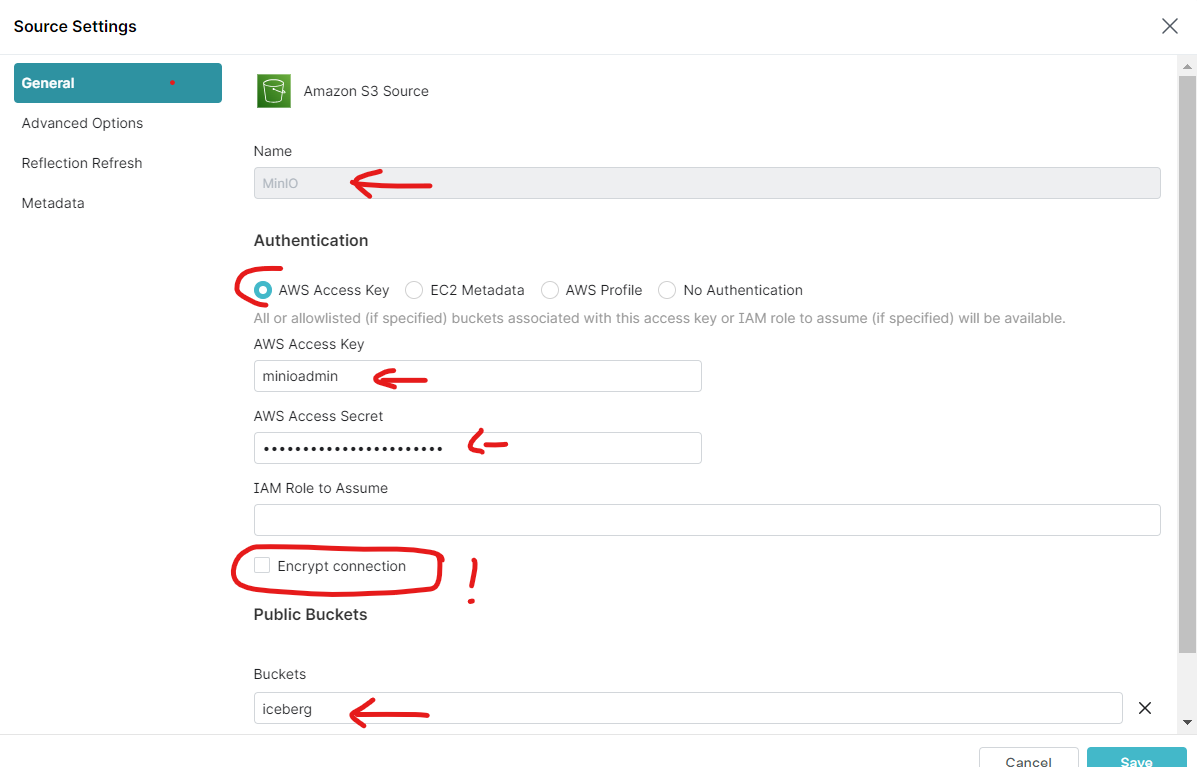 Source Settings
General
Advanced Options
Reflection Refresh
Metadata
Amazon S3 Source
Name
MinIO
Authentication
AWS Access Key EC2 Metadata AWS Profile No Authentication
All or allowlisted (if specified) buckets associated with this access key or IAM role to assume (if specified) will be available.
AWS Access Key
minioadmin
AWS Access Secret
•••••••••••••••••••••••
IAM Role to Assume
Encrypt connection
!
Public Buckets
Buckets
iceberg
Cancel Save